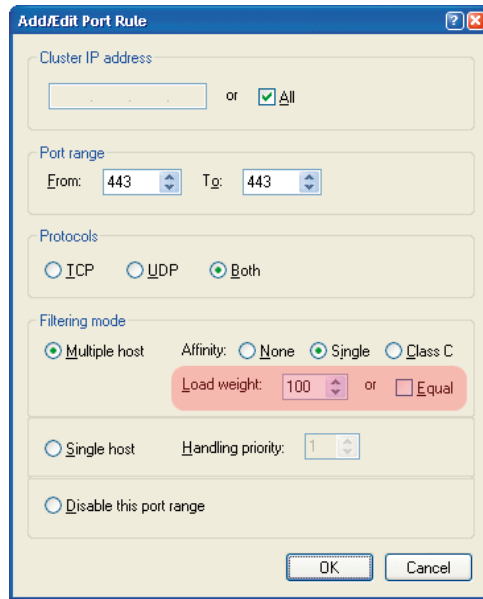 Add/Edit Port Rule
Cluster IP address
. . . or All
Port range
From: 443 To: 443
Protocols
TCP UDP Both
Filtering mode
Multiple host Affinity: None Single Class C
Load weight: 100 or Equal
Single host Handling priority: 1
Disable this port range
OK Cancel